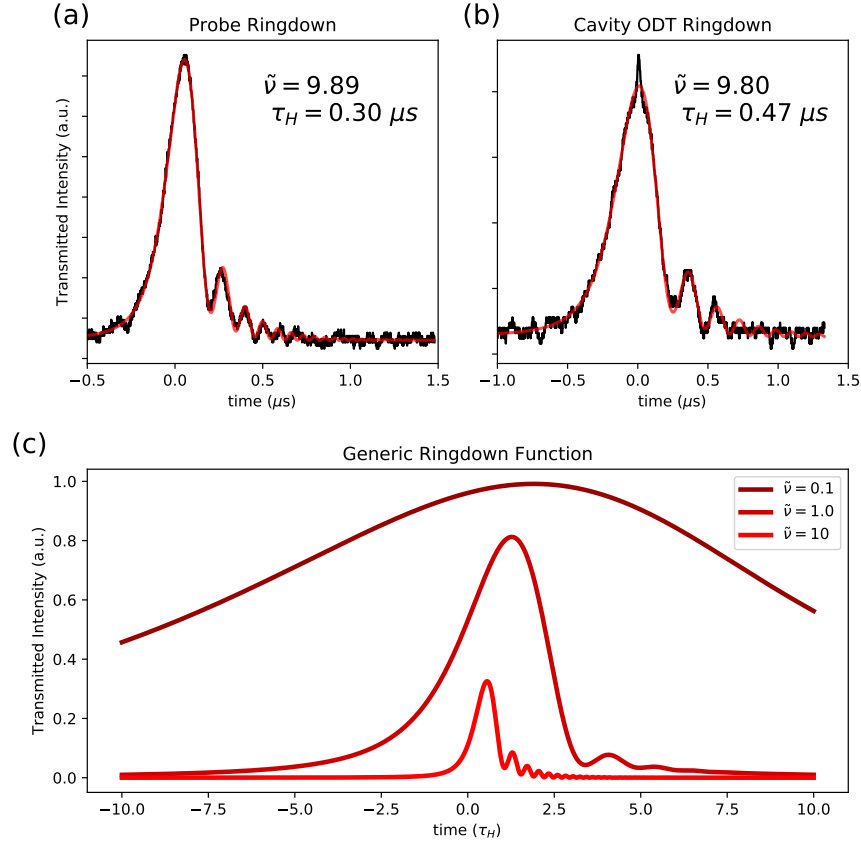 (a)
Probe Ringdown
ν̃ = 9.89
τ_H = 0.30 μs
Transmitted Intensity (a.u.)
−0.5 0.0 0.5 1.0 1.5
time (μs)
(b)
Cavity ODT Ringdown
ν̃ = 9.80
τ_H = 0.47 μs
−1.0 −0.5 0.0 0.5 1.0 1.5
time (μs)
(c)
Generic Ringdown Function
Transmitted Intensity (a.u.)
1.0
0.8
0.6
0.4
0.2
0.0
ν̃ = 0.1
ν̃ = 1.0
ν̃ = 10
−10.0 −7.5 −5.0 −2.5 0.0 2.5 5.0 7.5 10.0
time (τ_H)